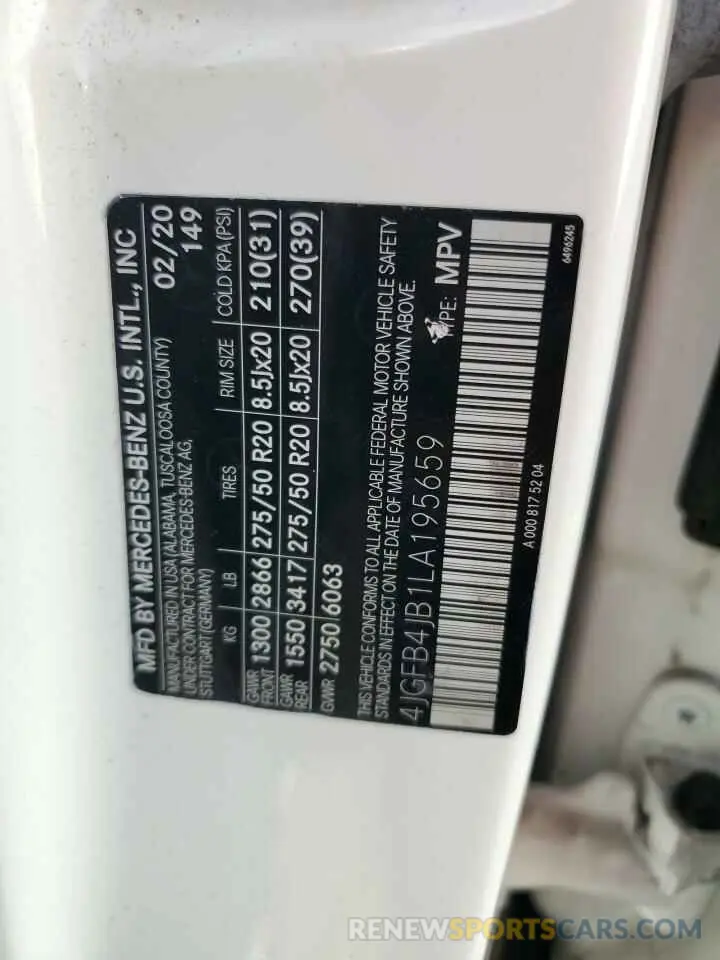 MFD BY MERCEDES-BENZ U.S. INTL., INC
MANUFACTURED IN USA (ALABAMA, TUSCALOOSA COUNTY) 02/20
UNDER CONTRACT FOR MERCEDES-BENZ AG, 149
STUTTGART (GERMANY)
KG LB TIRES RIM SIZE COLD KPA (PSI)
GAWR FRONT 1300 2866 275/50 R20 8.5Jx20 210(31)
GAWR REAR 1550 3417 275/50 R20 8.5Jx20 270(39)
GVWR 2750 6063
THIS VEHICLE CONFORMS TO ALL APPLICABLE FEDERAL MOTOR VEHICLE SAFETY
STANDARDS IN EFFECT ON THE DATE OF MANUFACTURE SHOWN ABOVE.
4JGFB4JB1LA195659 TYPE: MPV
A 000 817 52 04 6496245
RENEWSPORTSCARS.COM